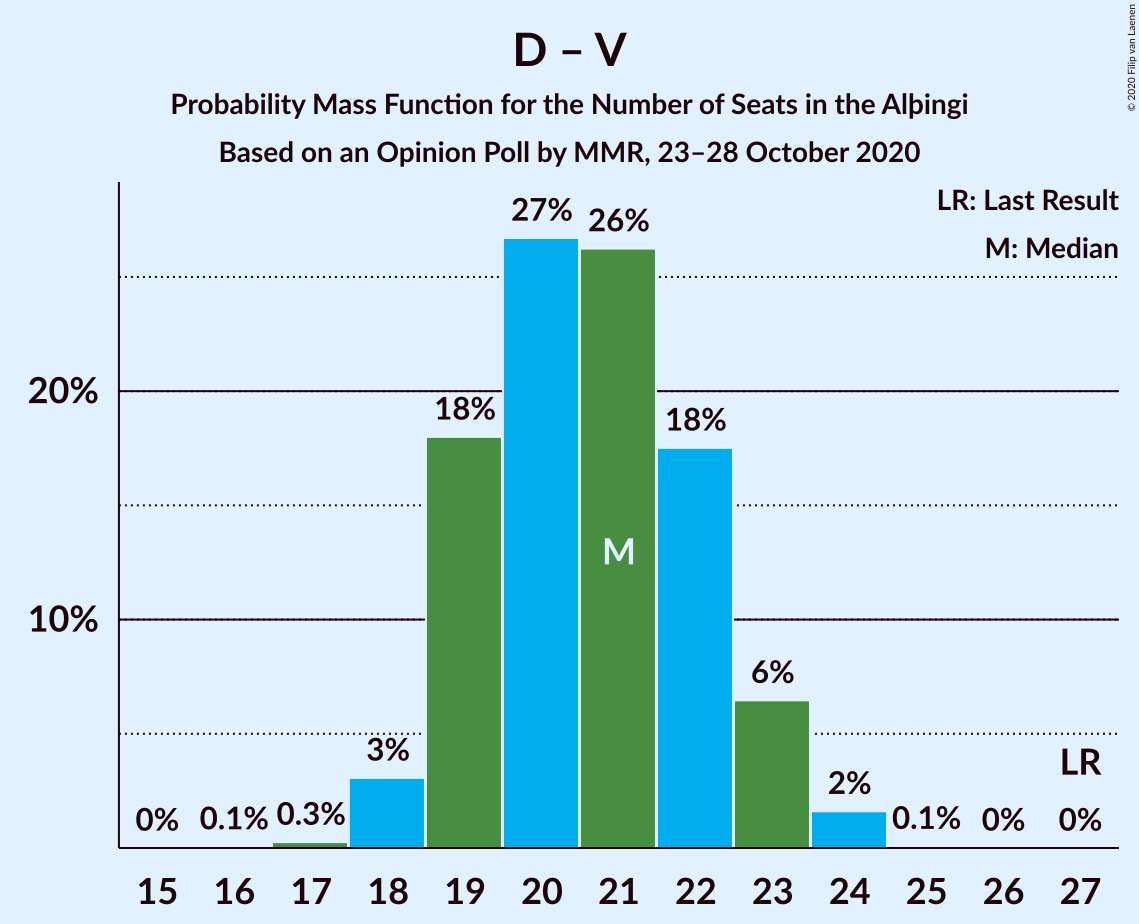 D – V
Probability Mass Function for the Number of Seats in the Alþingi
Based on an Opinion Poll by MMR, 23–28 October 2020
© 2020 Filip van Laenen
LR: Last Result
M: Median
27%
26%
20%
18%
18%
M
10%
6%
3%
LR
2%
0%
0.1%
0.3%
0.1%
0%
0%
15 16 17 18 19 20 21 22 23 24 25 26 27